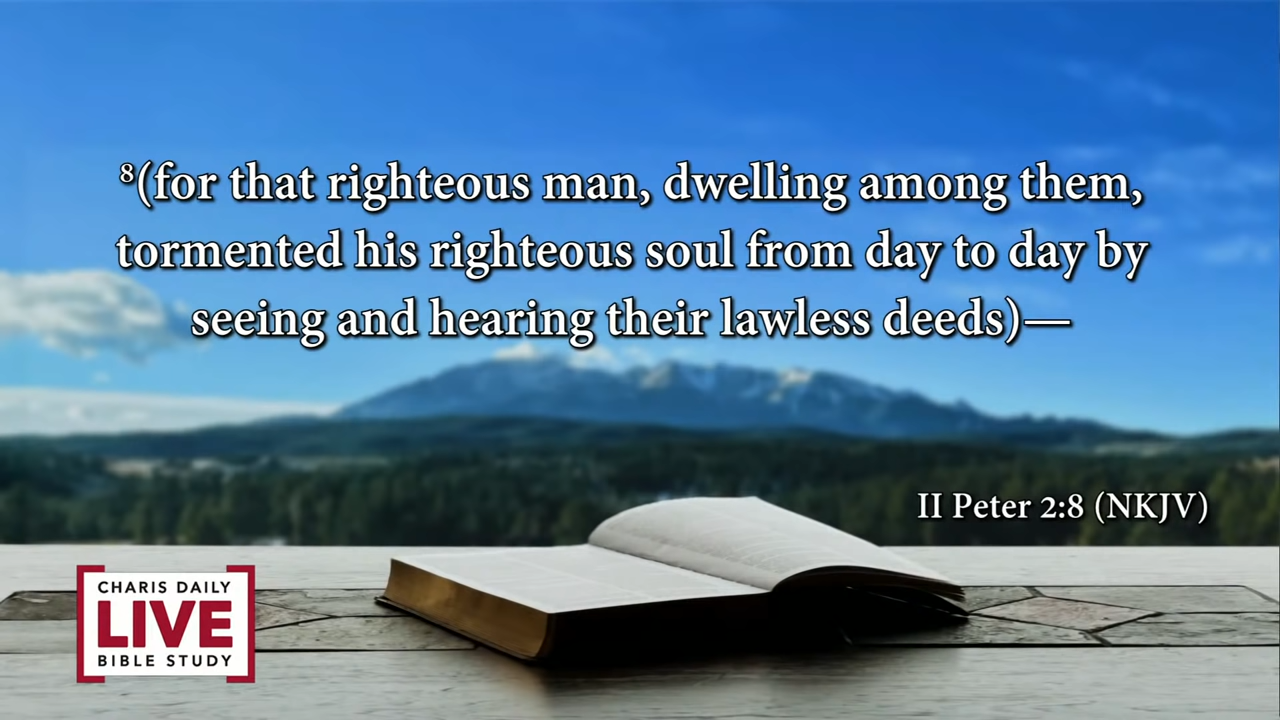 ⁸(for that righteous man, dwelling among them,
tormented his righteous soul from day to day by
seeing and hearing their lawless deeds)—
II Peter 2:8 (NKJV)
CHARIS DAILY
LIVE
BIBLE STUDY